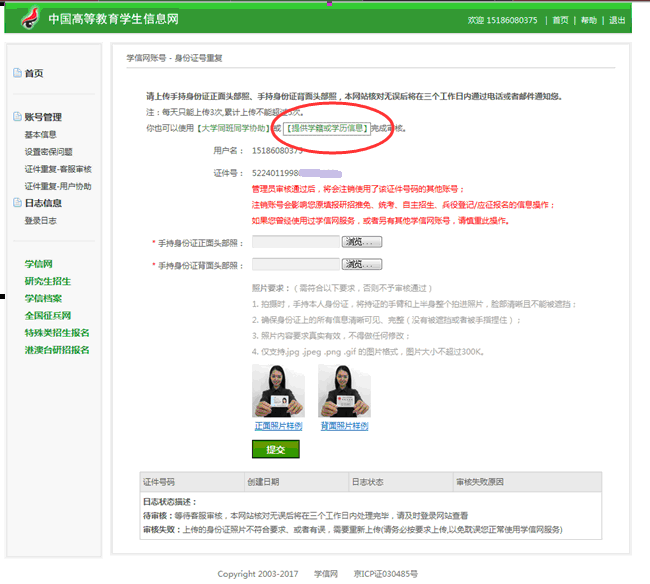 中国高等教育学生信息网
欢迎 15186080375 | 首页 | 帮助 | 退出
学信网账号 - 身份证号重复
首页
账号管理
基本信息
设置密保问题
证件重复-客服审核
证件重复-用户协助
日志信息
登录日志
学信网
研究生招生
学信档案
全国征兵网
特殊类招生报名
港澳台研招报名
请上传手持身份证正面头部照、手持身份证背面头部照，本网站核对无误后将在三个工作日内通过电话或者邮件通知您。
注：每天只能上传3次,累计上传不能超过5次。
你也可以使用【大学同班同学协助】或【提供学籍或学历信息】完成审核。
用户名： 15186080375
证件号： 5224011998
管理员审核通过后，将会注销使用了该证件号码的其他账号；
注销账号会影响您原填报研招推免、统考、自主招生、兵役登记/应征报名的信息操作；
如果您曾经使用过学信网服务，或者另有其他学信网账号，请慎重此操作。
* 手持身份证正面头部照： 浏览...
* 手持身份证背面头部照： 浏览...
照片要求：（需符合以下要求，否则不予审核通过）
1. 拍摄时，手持本人身份证，将持证的手臂和上半身整个拍进照片，脸部清晰且不能被遮挡；
2. 确保身份证上的所有信息清晰可见、完整（没有被遮挡或者被手指捏住）；
3. 照片内容要求真实有效，不得做任何修改；
4. 仅支持.jpg .jpeg .png .gif 的图片格式，图片大小不超过300K。
正面照片样例 背面照片样例
提交
证件号码 创建日期 日志状态 审核失败原因
日志状态描述：
待审核：等待客服审核，本网站核对无误后将在三个工作日内处理完毕，请及时登录网站查看
审核失败：上传的身份证照片不符合要求、或者有误，需要重新上传(请务必按要求上传,以免耽误您正常使用学信网服务)
Copyright 2003-2017 学信网 京ICP证030485号